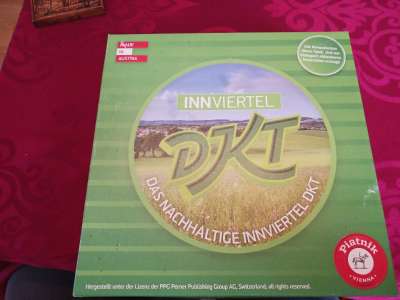 MADE
IN
AUSTRIA
INNVIERTEL
DKT
DAS NACHHALTIGE INNVIERTEL-DKT
Piatnik
VIENNA
Hergestellt unter der Lizenz der PPG Perner Publishing Group AG, Switzerland, all rights reserved.